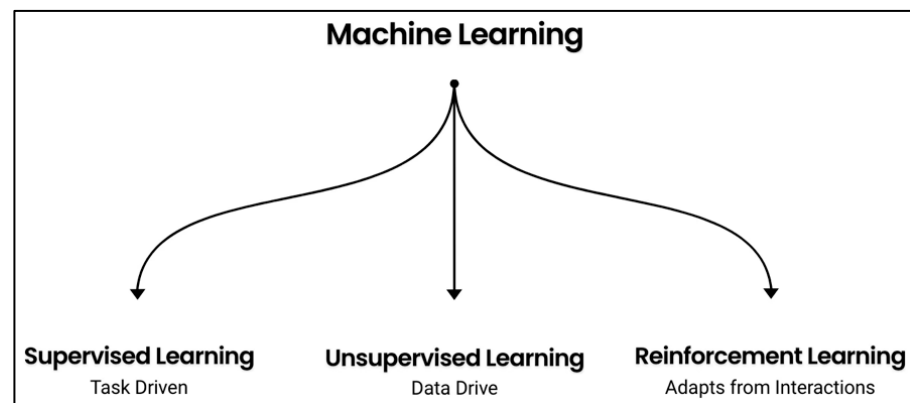 Machine Learning
Supervised Learning
Task Driven
Unsupervised Learning
Data Drive
Reinforcement Learning
Adapts from Interactions